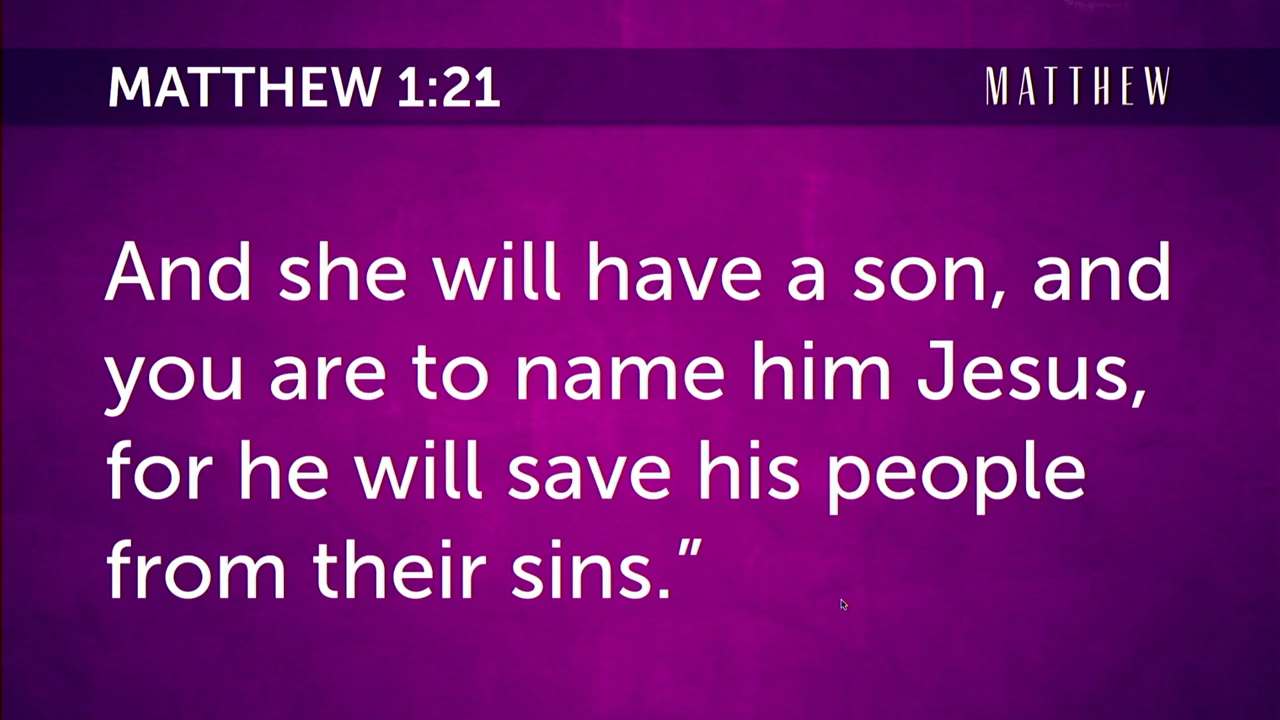 MATTHEW 1:21
MATTHEW
And she will have a son, and
you are to name him Jesus,
for he will save his people
from their sins.”